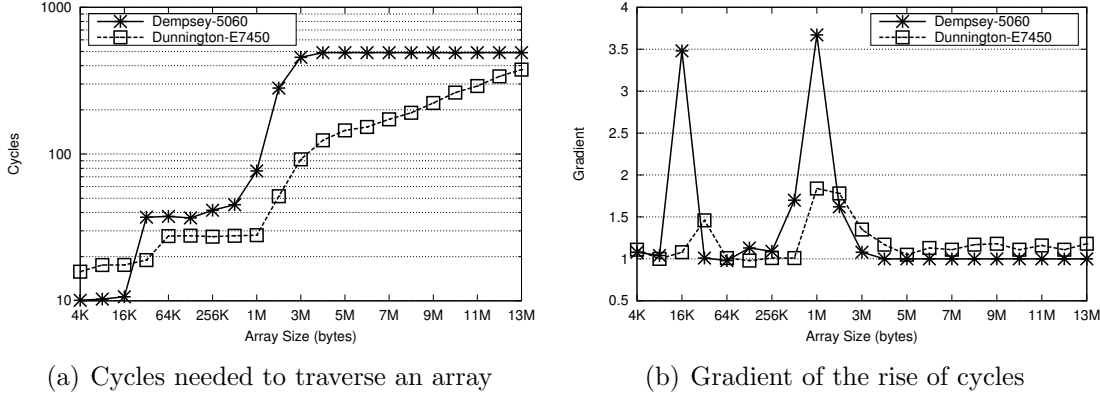 1000
100
10
Cycles
Dempsey-5060
Dunnington-E7450
4K 16K 64K 256K 1M 3M 5M 7M 9M 11M 13M
Array Size (bytes)
(a) Cycles needed to traverse an array
4
3.5
3
2.5
2
1.5
1
0.5
Gradient
Dempsey-5060
Dunnington-E7450
4K 16K 64K 256K 1M 3M 5M 7M 9M 11M 13M
Array Size (bytes)
(b) Gradient of the rise of cycles